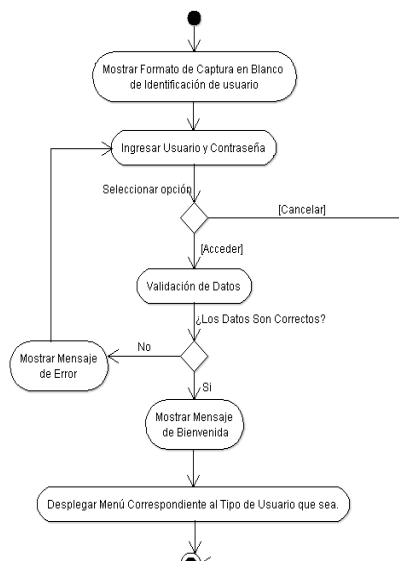 Mostrar Formato de Captura en Blanco
de Identificación de usuario
Ingresar Usuario y Contraseña
Seleccionar opción
[Cancelar]
[Acceder]
Validación de Datos
¿Los Datos Son Correctos?
No
Mostrar Mensaje
de Error
Si
Mostrar Mensaje
de Bienvenida
Desplegar Menú Correspondiente al Tipo de Usuario que sea.